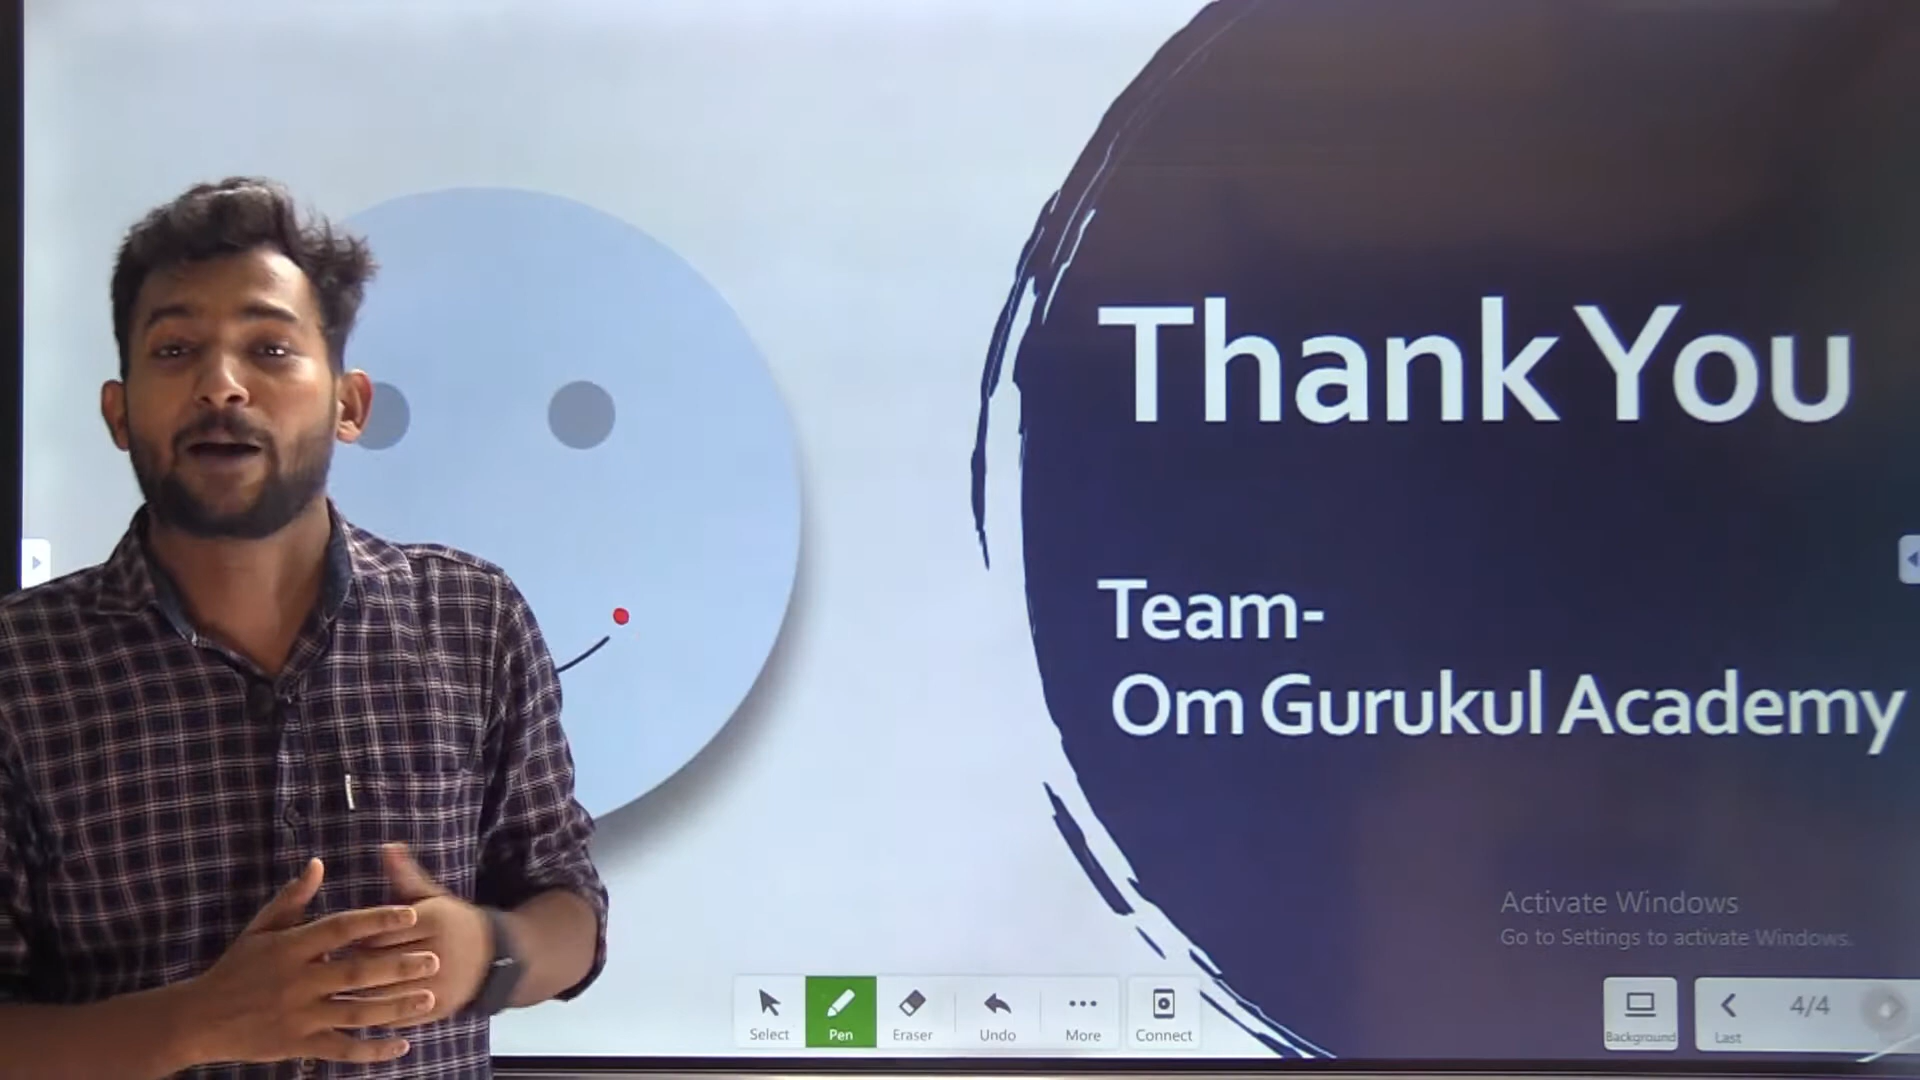 Thank You
Team-
Om Gurukul Academy
Activate Windows
Go to Settings to activate Windows.
Select
Pen
Eraser
Undo
More
Connect
Background
Last
4/4